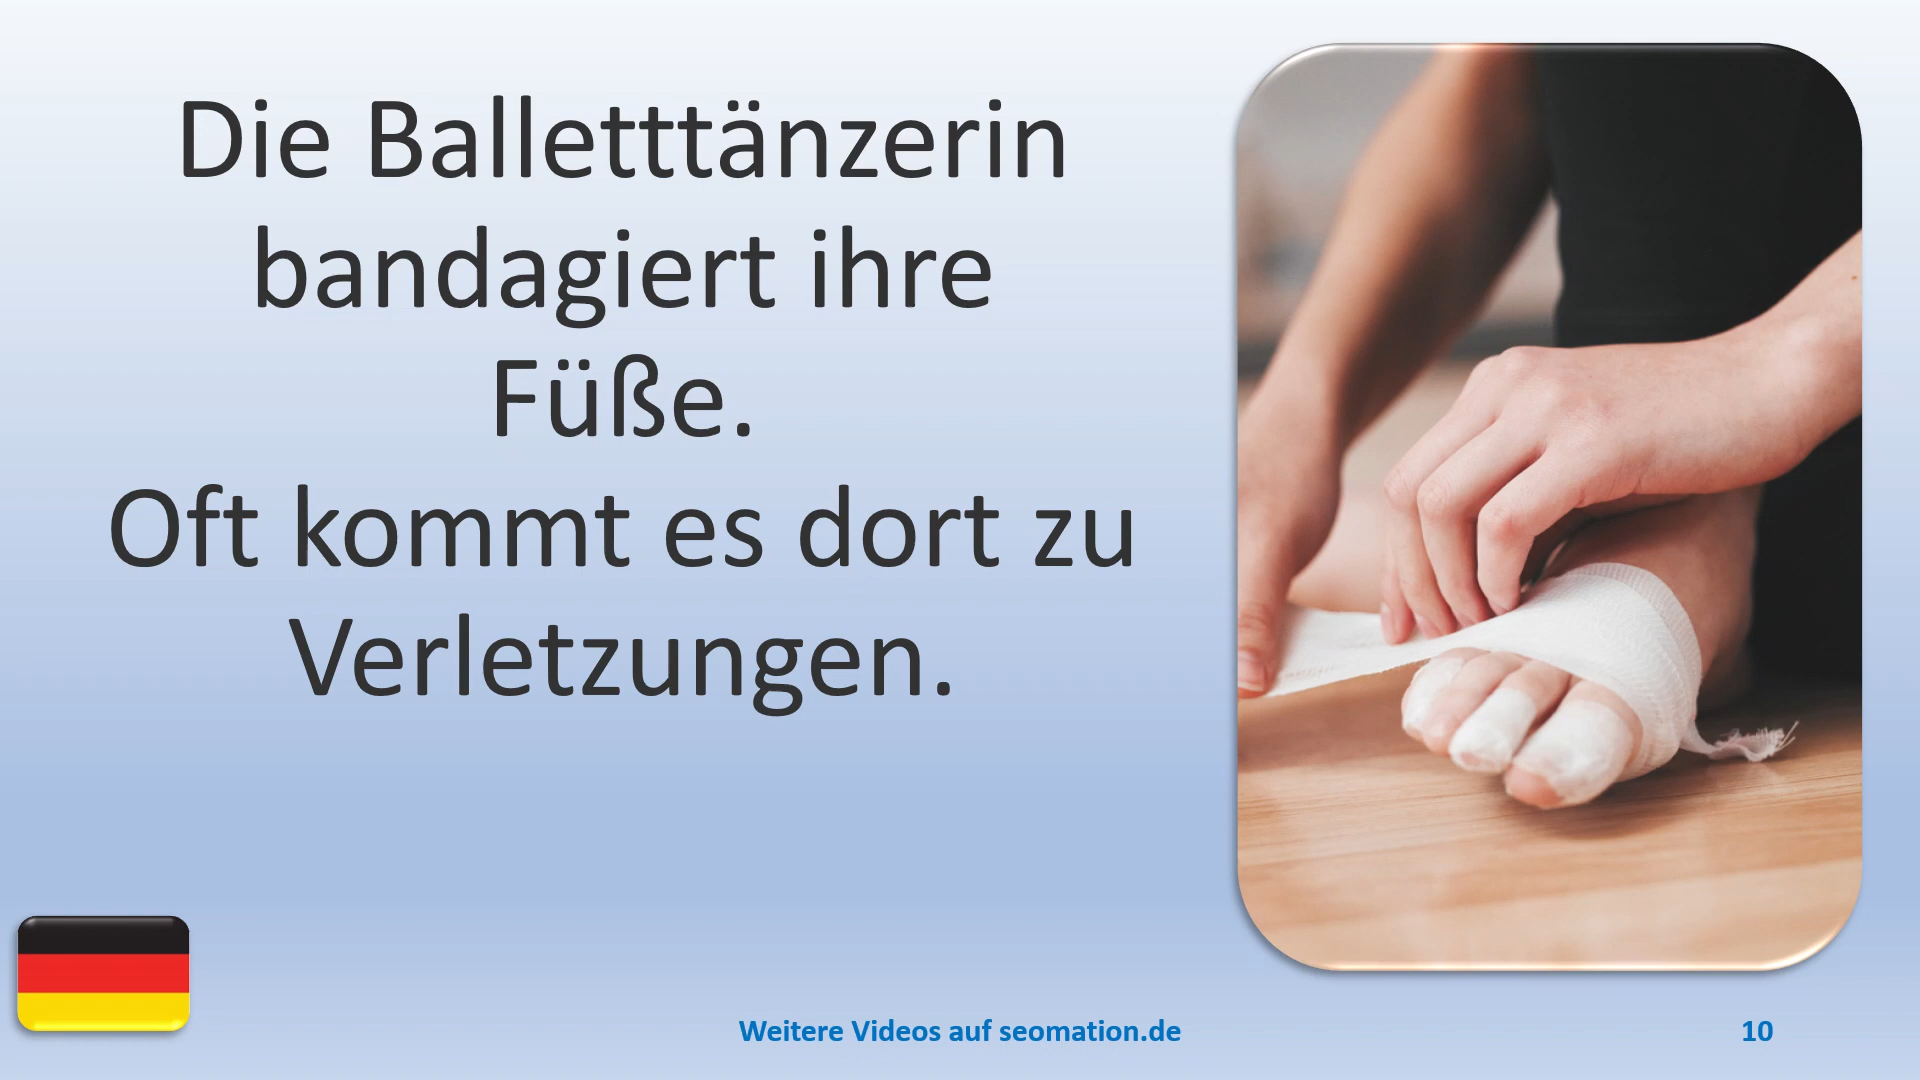 Die Balletttänzerin
bandagiert ihre
Füße.
Oft kommt es dort zu
Verletzungen.
Weitere Videos auf seomation.de
10